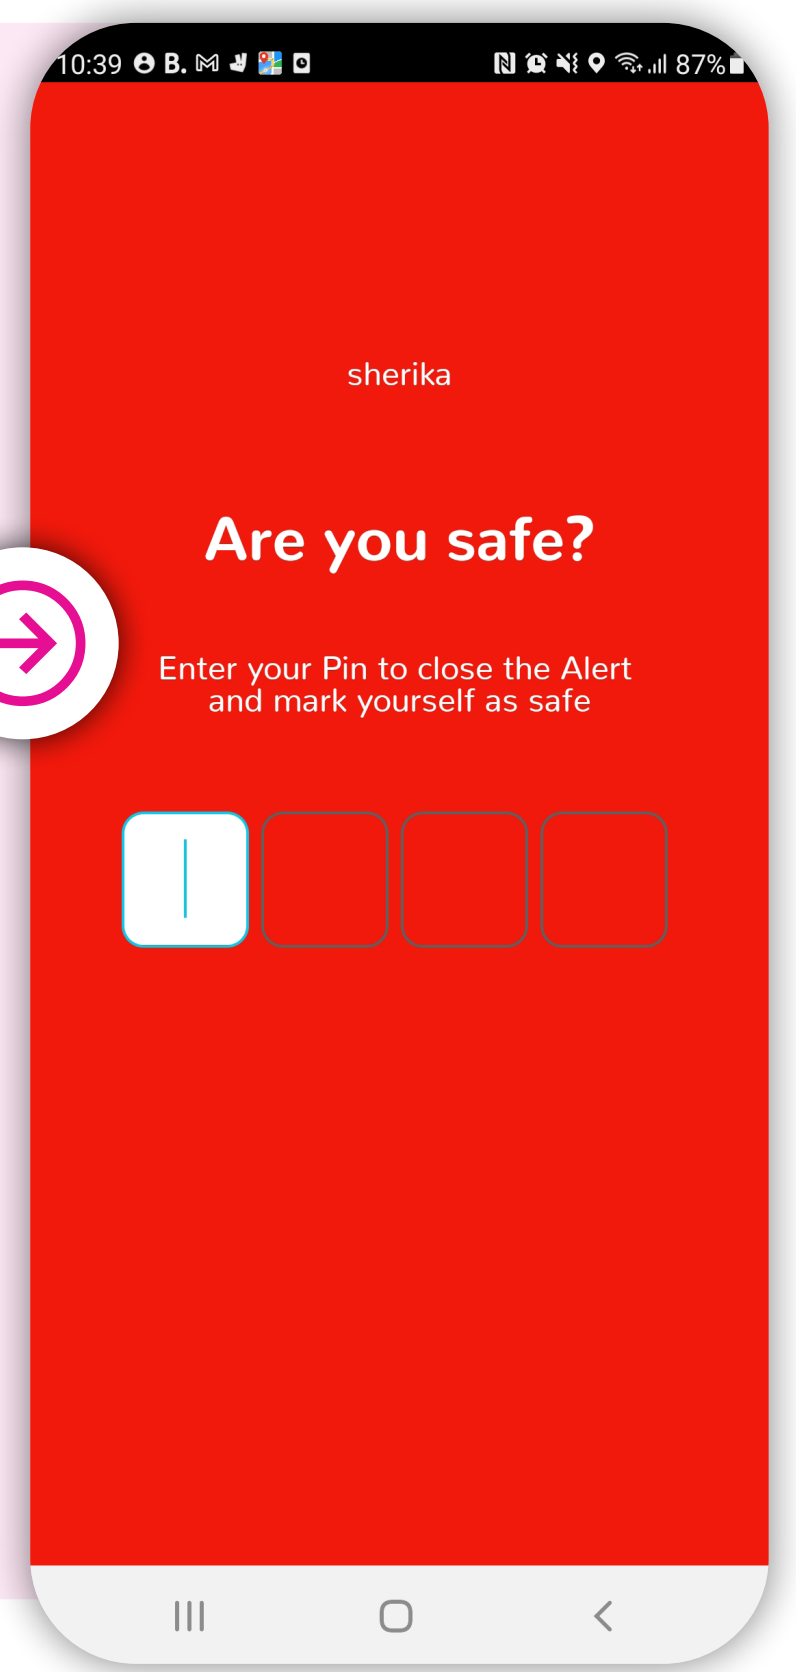 10:39 B. 87%
sherika
Are you safe?
Enter your Pin to close the Alert
and mark yourself as safe